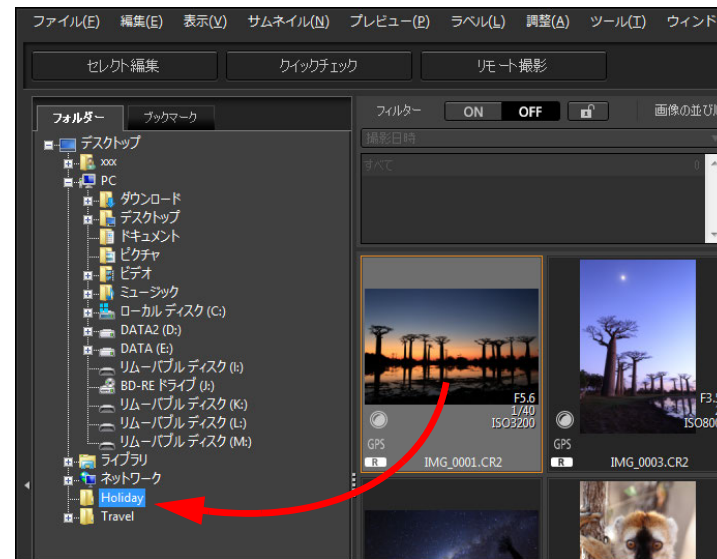 ファイル(F) 編集(E) 表示(V) サムネイル(N) プレビュー(P) ラベル(L) 調整(A) ツール(T) ウィンド
セレクト編集 クイックチェック リモート撮影
フォルダー ブックマーク
フィルター ON OFF 画像の並び
撮影日時
すべて 0
デスクトップ
xxx
PC
ダウンロード
デスクトップ
ドキュメント
ピクチャ
ビデオ
ミュージック
ローカル ディスク (C:)
DATA2 (D:)
DATA (E:)
リムーバブル ディスク (I:)
BD-RE ドライブ (J:)
リムーバブル ディスク (K:)
リムーバブル ディスク (L:)
リムーバブル ディスク (M:)
ライブラリ
ネットワーク
Holiday
Travel
F5.6
1/40
ISO3200
GPS
R IMG_0001.CR2
F3.5
ISO800
GPS
R IMG_0003.CR2